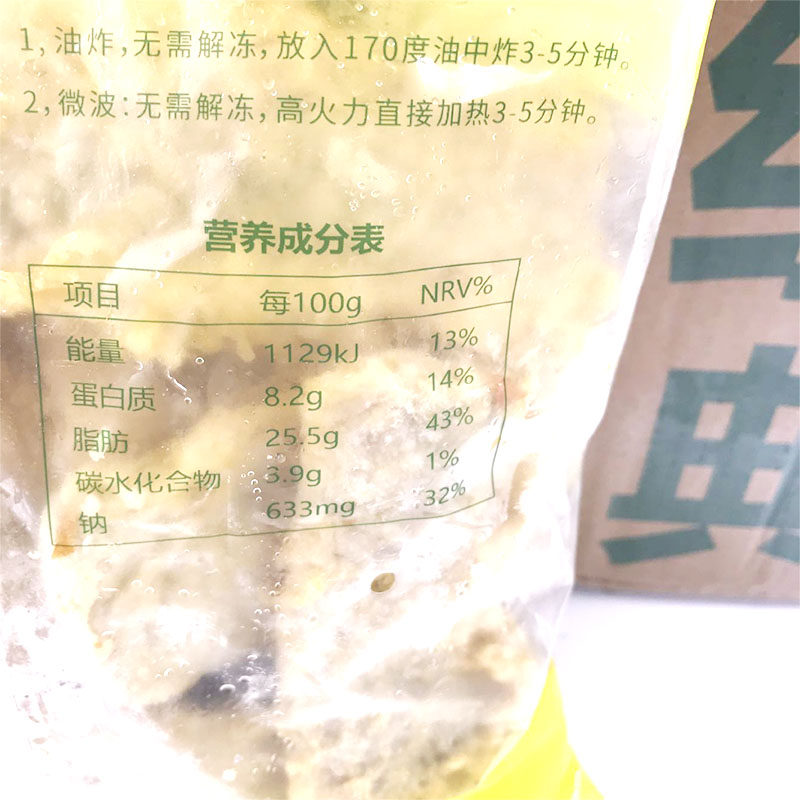 1,油炸,无需解冻,放入170度油中炸3-5分钟。
2,微波:无需解冻,高火力直接加热3-5分钟。
营养成分表
项目 每100g NRV%
能量 1129kJ 13%
蛋白质 8.2g 14%
脂肪 25.5g 43%
碳水化合物 3.9g 1%
钠 633mg 32%
典